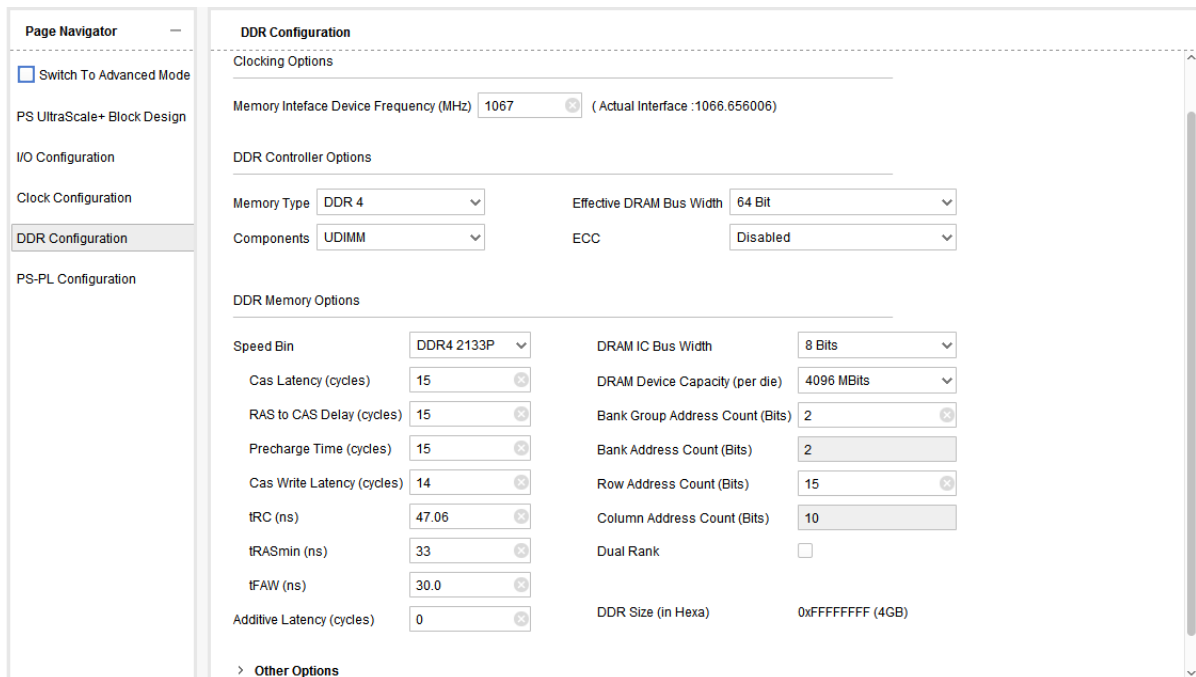 Page Navigator
Switch To Advanced Mode
PS UltraScale+ Block Design
I/O Configuration
Clock Configuration
DDR Configuration
PS-PL Configuration
DDR Configuration
Clocking Options
Memory Inteface Device Frequency (MHz) 1067 ( Actual Interface :1066.656006)
DDR Controller Options
Memory Type DDR 4 Effective DRAM Bus Width 64 Bit
Components UDIMM ECC Disabled
DDR Memory Options
Speed Bin DDR4 2133P DRAM IC Bus Width 8 Bits
Cas Latency (cycles) 15 DRAM Device Capacity (per die) 4096 MBits
RAS to CAS Delay (cycles) 15 Bank Group Address Count (Bits) 2
Precharge Time (cycles) 15 Bank Address Count (Bits) 2
Cas Write Latency (cycles) 14 Row Address Count (Bits) 15
tRC (ns) 47.06 Column Address Count (Bits) 10
tRASmin (ns) 33 Dual Rank
tFAW (ns) 30.0
Additive Latency (cycles) 0 DDR Size (in Hexa) 0xFFFFFFFF (4GB)
Other Options